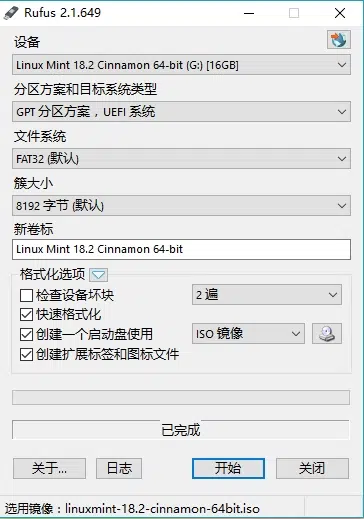 Rufus 2.1.649
设备
Linux Mint 18.2 Cinnamon 64-bit (G:) [16GB]
分区方案和目标系统类型
GPT 分区方案，UEFI 系统
文件系统
FAT32 (默认)
簇大小
8192 字节 (默认)
新卷标
Linux Mint 18.2 Cinnamon 64-bit
格式化选项
检查设备坏块 2 遍
快速格式化
创建一个启动盘使用 ISO 镜像
创建扩展标签和图标文件
已完成
关于... 日志 开始 关闭
选用镜像：linuxmint-18.2-cinnamon-64bit.iso